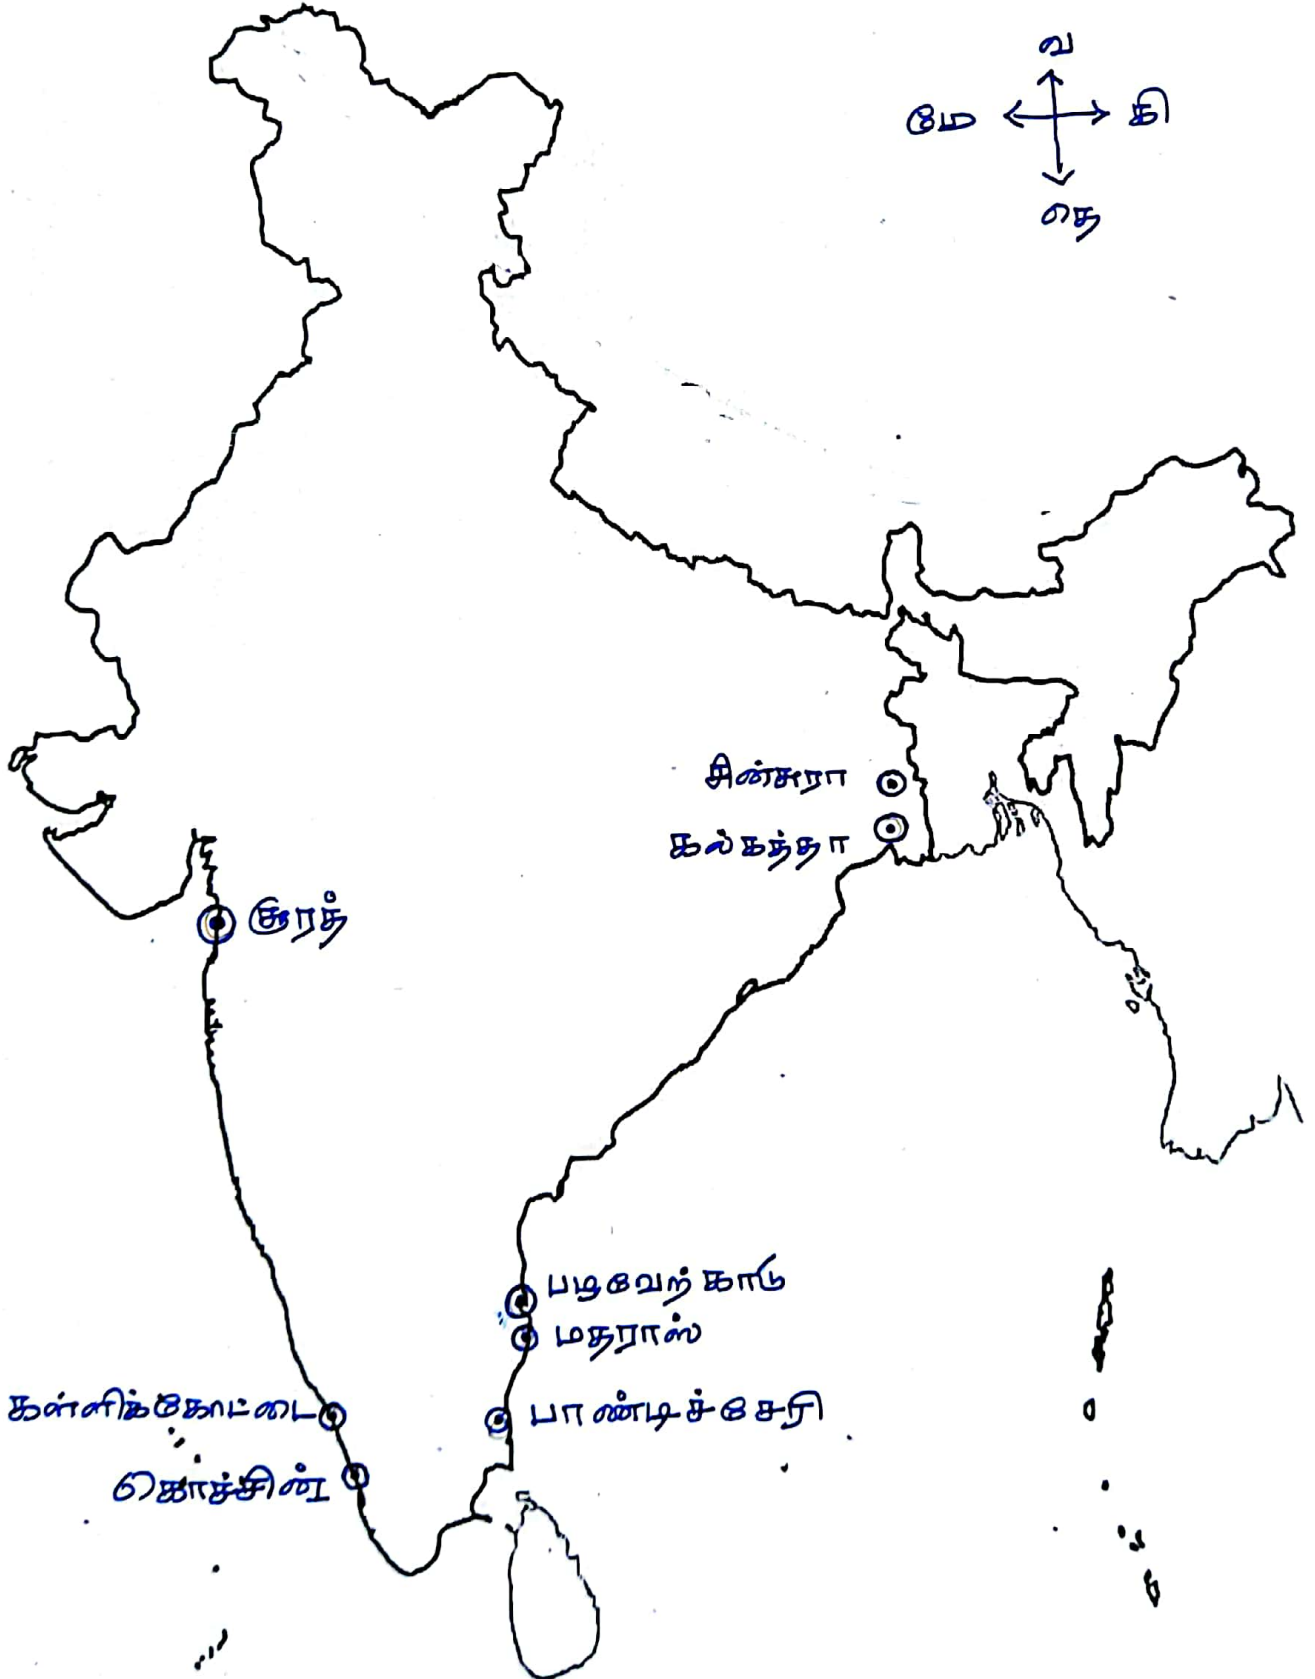 வ
மே
கி
தெ
சின்சுரா
கல்கத்தா
சூரத்
பழவேற்காடு
மதராஸ்
கள்ளிக்கோட்டை
பாண்டிச்சேரி
கொச்சின்